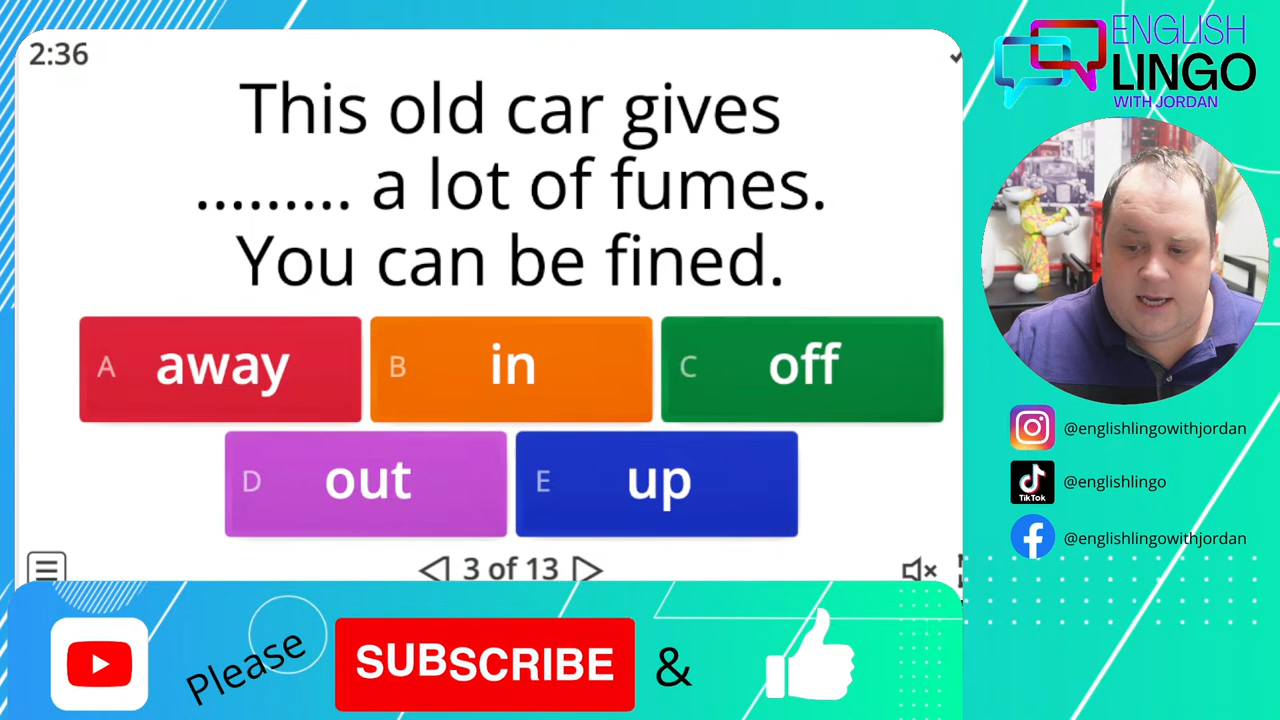 2:36
This old car gives
......... a lot of fumes.
You can be fined.
A away
B in
C off
D out
E up
3 of 13
Please
SUBSCRIBE
&
ENGLISH
LINGO
WITH JORDAN
@englishlingowithjordan
TikTok
@englishlingo
@englishlingowithjordan